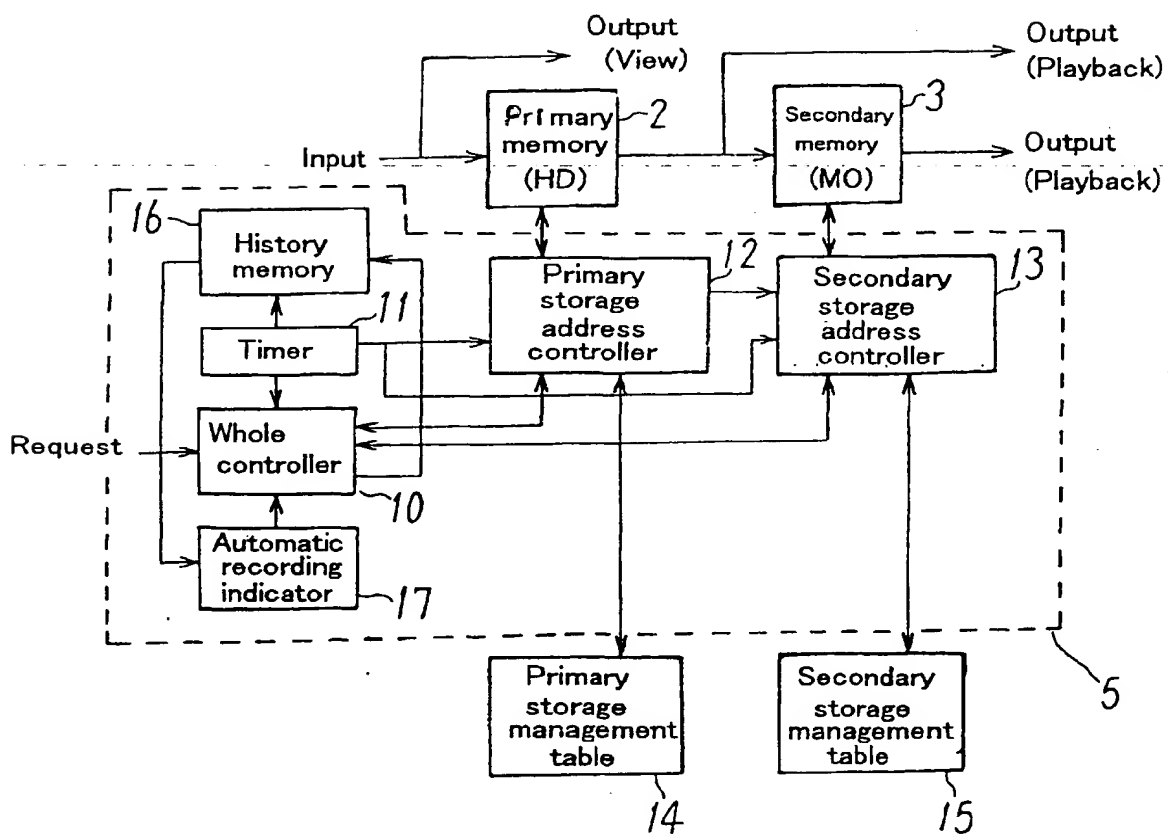 Output
(View)
Output
(Playback)
2
3
Primary
memory
(HD)
Secondary
memory
(MO)
Input
Output
(Playback)
16
History
memory
11
Timer
12
Primary
storage
address
controller
13
Secondary
storage
address
controller
Request
Whole
controller
10
Automatic
recording
indicator
17
5
Primary
storage
management
table
14
Secondary
storage
management
table
15